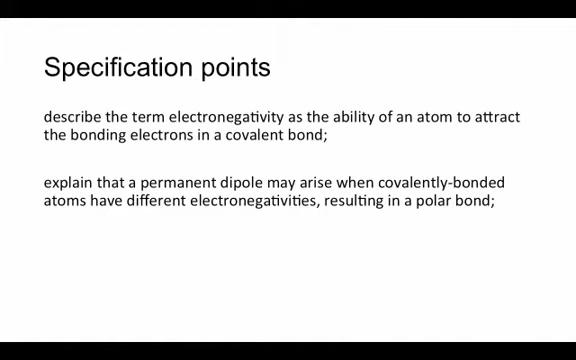 Specification points
describe the term electronegativity as the ability of an atom to attract
the bonding electrons in a covalent bond;
explain that a permanent dipole may arise when covalently-bonded
atoms have different electronegativities, resulting in a polar bond;